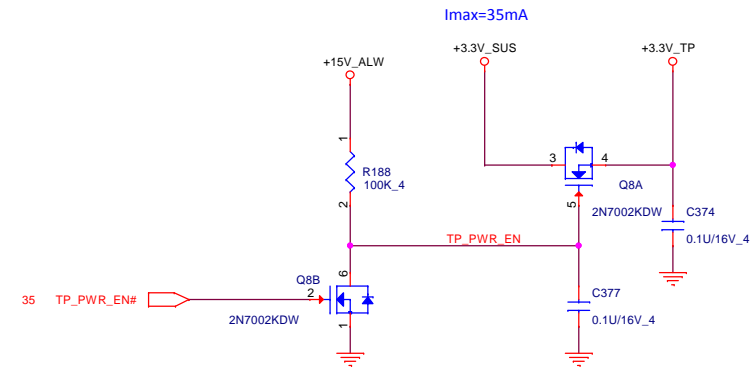 Imax=35mA
+3.3V_SUS
+3.3V_TP
+15V_ALW
1
R188
100K_4
2
3
4
Q8A
5
2N7002KDW
C374
0.1U/16V_4
TP_PWR_EN
6
Q8B
2
35 TP_PWR_EN#
2N7002KDW
1
C377
0.1U/16V_4